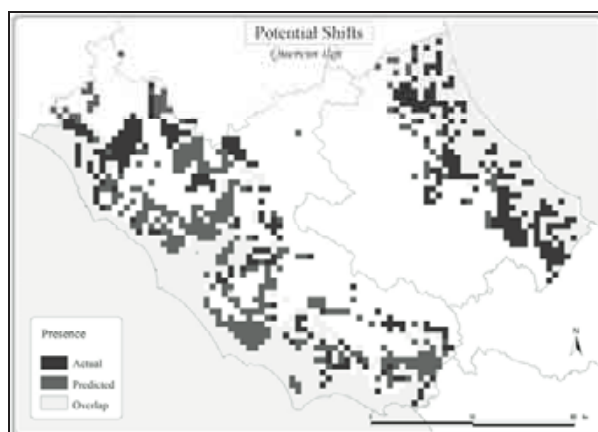 Potential Shifts
Quercus ilex
Presence
Actual
Predicted
Overlap
N